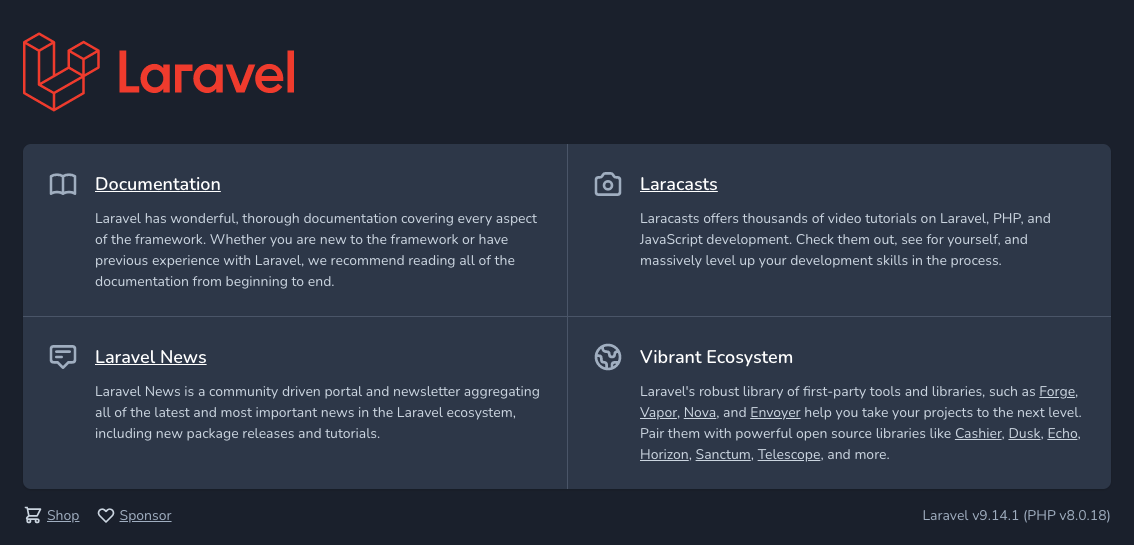 Laravel
Documentation
Laravel has wonderful, thorough documentation covering every aspect
of the framework. Whether you are new to the framework or have
previous experience with Laravel, we recommend reading all of the
documentation from beginning to end.
Laracasts
Laracasts offers thousands of video tutorials on Laravel, PHP, and
JavaScript development. Check them out, see for yourself, and
massively level up your development skills in the process.
Laravel News
Laravel News is a community driven portal and newsletter aggregating
all of the latest and most important news in the Laravel ecosystem,
including new package releases and tutorials.
Vibrant Ecosystem
Laravel's robust library of first-party tools and libraries, such as Forge,
Vapor, Nova, and Envoyer help you take your projects to the next level.
Pair them with powerful open source libraries like Cashier, Dusk, Echo,
Horizon, Sanctum, Telescope, and more.
Shop Sponsor
Laravel v9.14.1 (PHP v8.0.18)